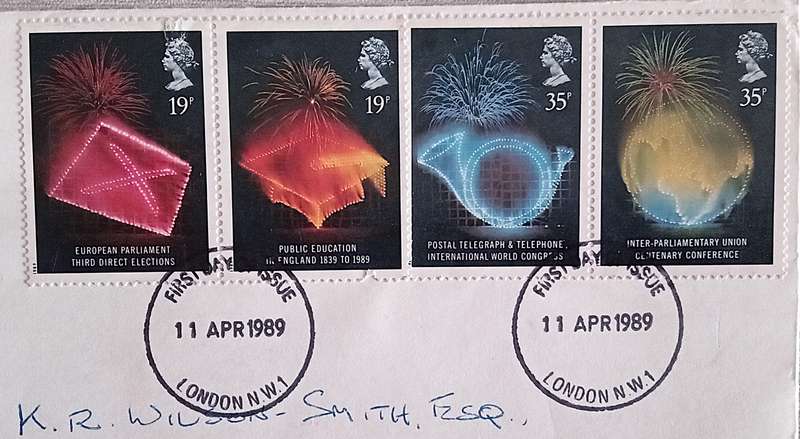 19P
EUROPEAN PARLIAMENT
THIRD DIRECT ELECTIONS
19P
PUBLIC EDUCATION
IN ENGLAND 1839 TO 1989
35P
POSTAL TELEGRAPH & TELEPHONE
INTERNATIONAL WORLD CONGRESS
35P
INTER-PARLIAMENTARY UNION
CENTENARY CONFERENCE
FIRST DAY OF ISSUE
11 APR 1989
LONDON N.W.1
FIRST DAY OF ISSUE
11 APR 1989
LONDON N.W.1
K. R. WILSON-SMITH, ESQ.,